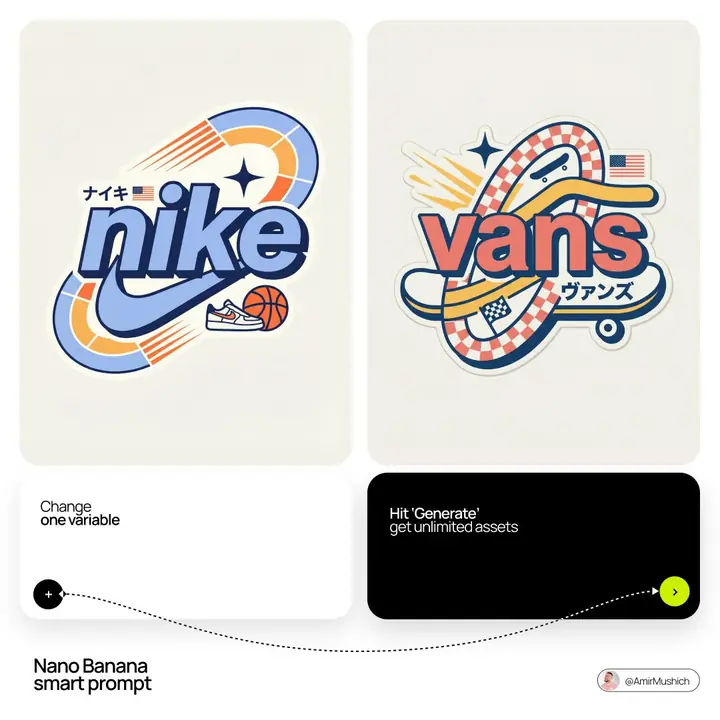 ナイキ
nike
vans
ヴァンズ
Change
one variable
Hit 'Generate'
get unlimited assets
Nano Banana
smart prompt
@AmirMushich